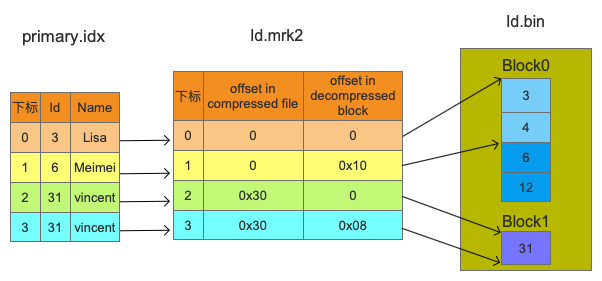 primary.idx
下标 Id Name
0 3 Lisa
1 6 Meimei
2 31 vincent
3 31 vincent
Id.mrk2
下标 offset in compressed file offset in decompressed block
0 0 0
1 0 0x10
2 0x30 0
3 0x30 0x08
Id.bin
Block0
3
4
6
12
Block1
31